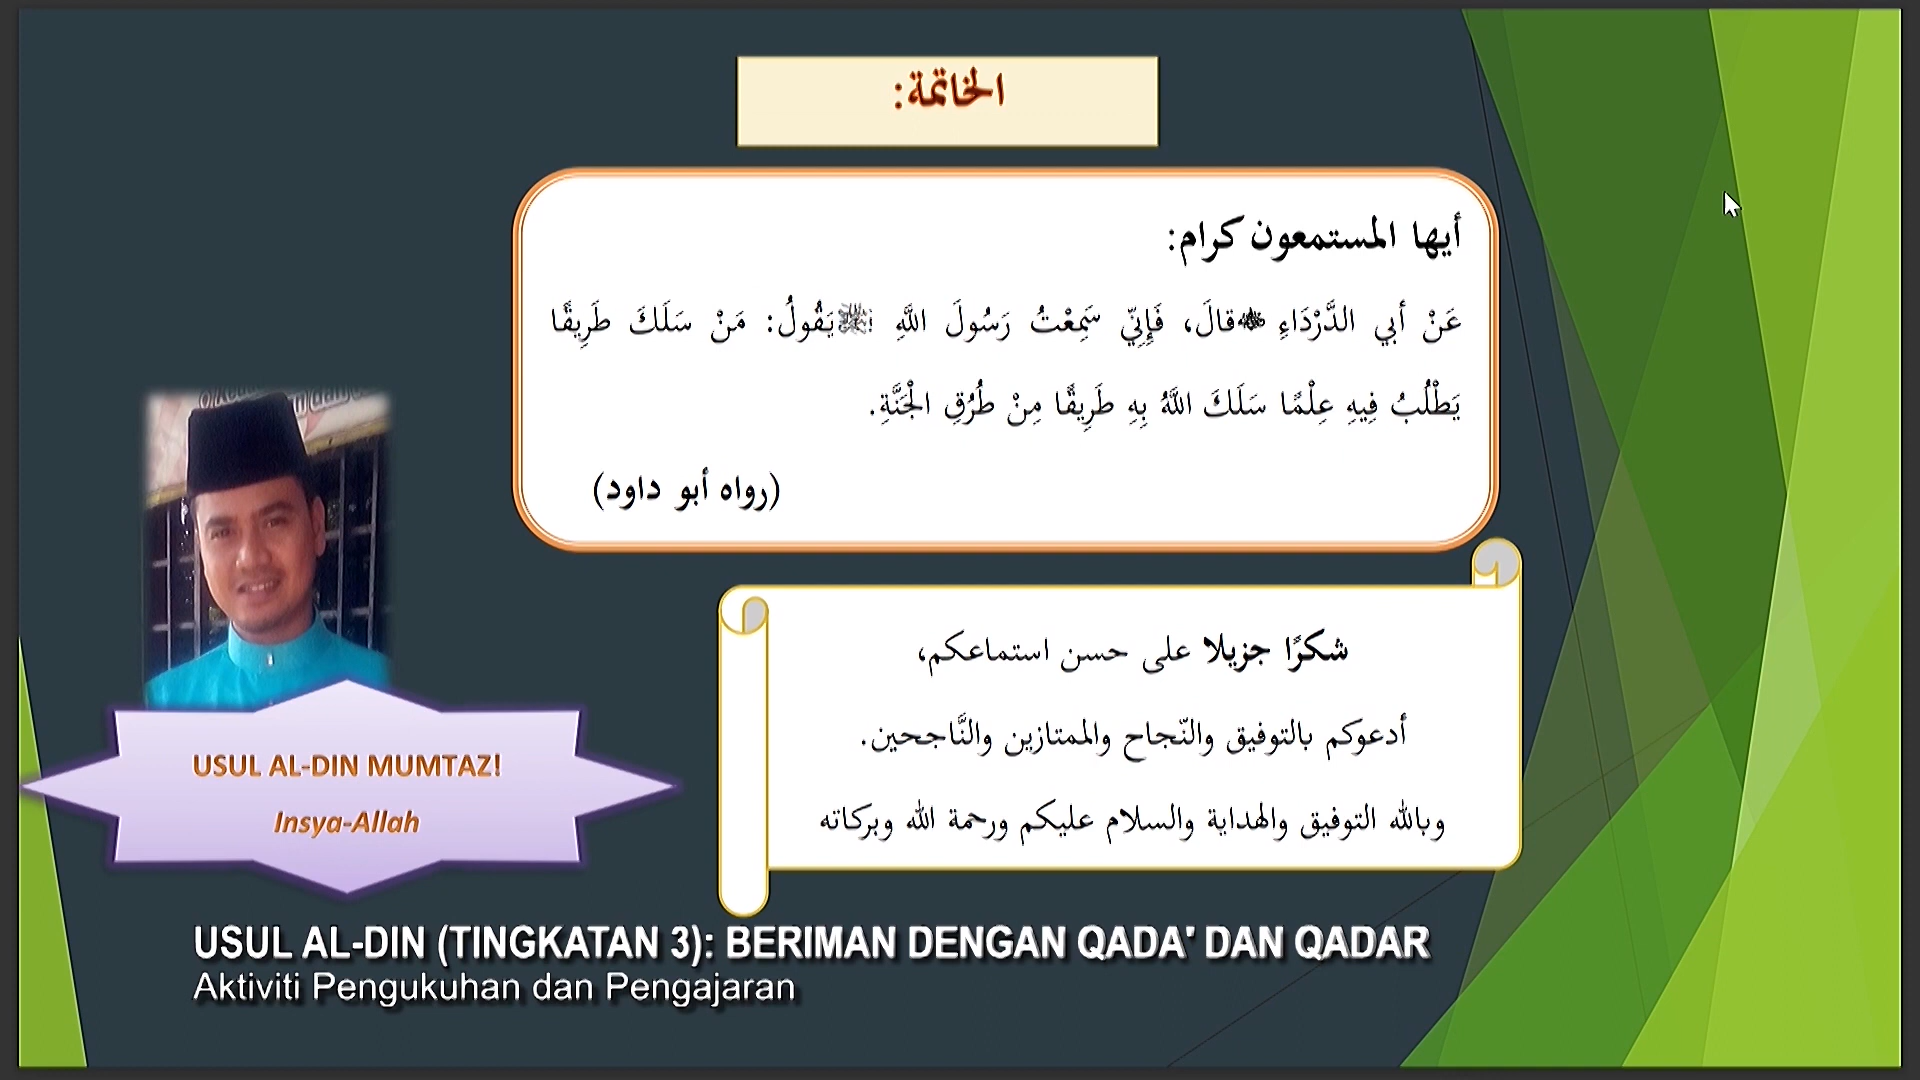 الخاتمة:
أيها المستمعون كرام:
عَنْ أبي الدَّرْدَاءِ ﷺقالَ، فَإِنِّي سَمِعْتُ رَسُولَ اللَّهِ ﷺيَقُولُ: مَنْ سَلَكَ طَرِيقًا
يَطْلُبُ فِيهِ عِلْمًا سَلَكَ اللَّهُ بِهِ طَرِيقًا مِنْ طُرُقِ الْجَنَّةِ.
(رواه أبو داود)
شكرًا جزيلا على حسن استماعكم،
أدعوكم بالتوفيق والنّجاح والممتازين والنَّاجحين.
وبالله التوفيق والهداية والسلام عليكم ورحمة الله وبركاته
USUL AL-DIN MUMTAZ!
Insya-Allah
USUL AL-DIN (TINGKATAN 3): BERIMAN DENGAN QADA' DAN QADAR
Aktiviti Pengukuhan dan Pengajaran